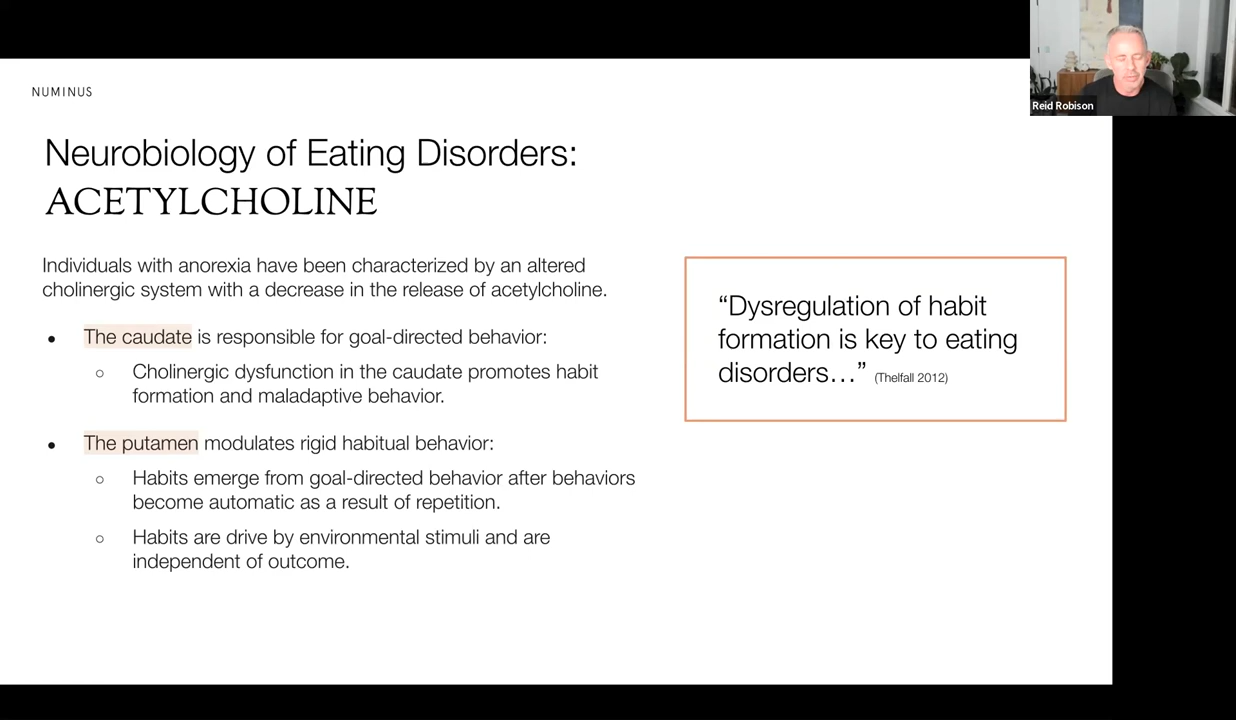 NUMINUS
Reid Robison
Neurobiology of Eating Disorders:
ACETYLCHOLINE
Individuals with anorexia have been characterized by an altered
cholinergic system with a decrease in the release of acetylcholine.
● The caudate is responsible for goal-directed behavior:
○ Cholinergic dysfunction in the caudate promotes habit
formation and maladaptive behavior.
● The putamen modulates rigid habitual behavior:
○ Habits emerge from goal-directed behavior after behaviors
become automatic as a result of repetition.
○ Habits are drive by environmental stimuli and are
independent of outcome.
“Dysregulation of habit
formation is key to eating
disorders…” (Thelfall 2012)